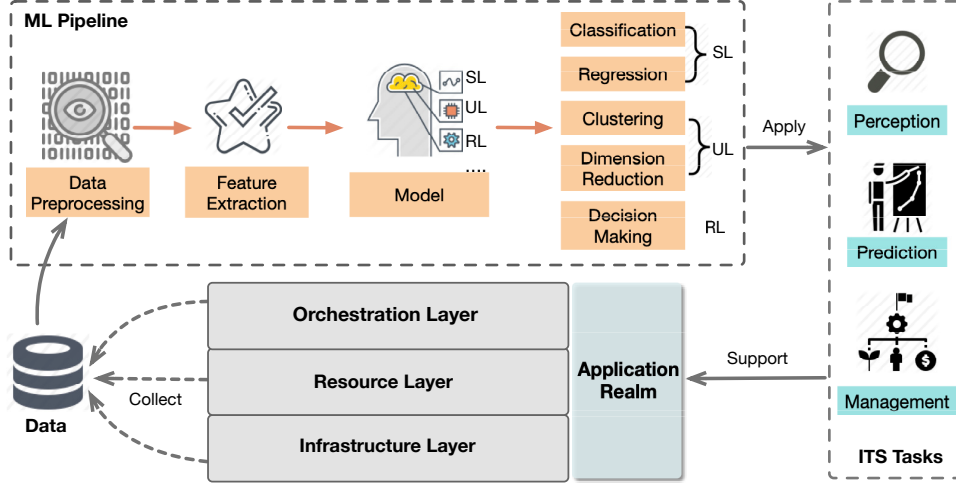 ML Pipeline
SL
UL
RL
....
Data
Preprocessing
Feature
Extraction
Model
Classification
Regression
SL
Clustering
Dimension
Reduction
UL
Decision
Making
RL
Apply
Perception
Prediction
Management
ITS Tasks
Support
Orchestration Layer
Resource Layer
Infrastructure Layer
Application
Realm
Collect
Data